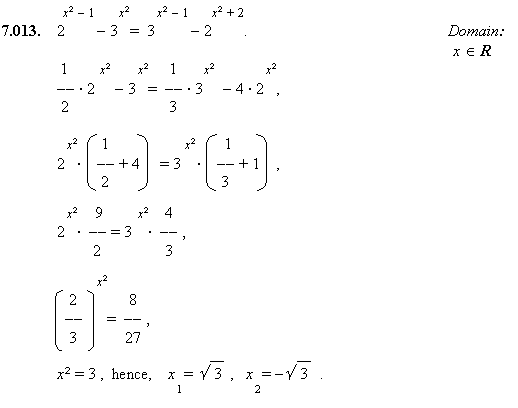 7.013. 2^{x² − 1} − 3^{x²} = 3^{x² − 1} − 2^{x² + 2}. Domain:
x ∈ R
1/2 · 2^{x²} − 3^{x²} = 1/3 · 3^{x²} − 4 · 2^{x²},
2^{x²} · (1/2 + 4) = 3^{x²} · (1/3 + 1),
2^{x²} · 9/2 = 3^{x²} · 4/3,
(2/3)^{x²} = 8/27,
x² = 3, hence, x₁ = √3, x₂ = −√3.